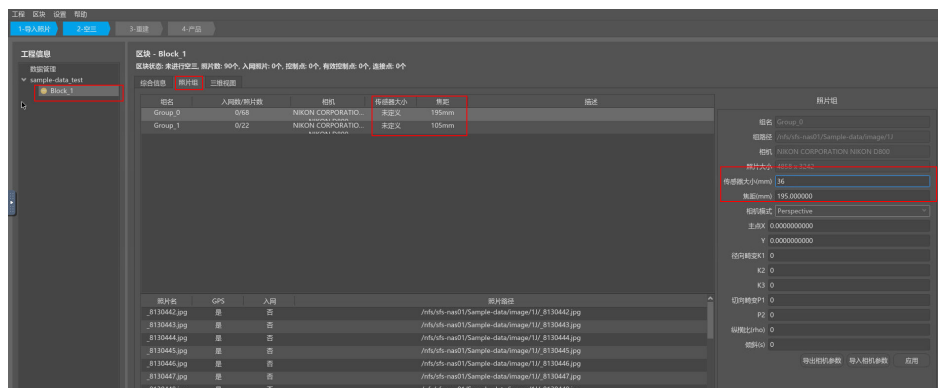 工程 区块 设置 帮助
1-导入照片 2-空三 3-重建 4-产品
工程信息
数据管理
sample-data_test
Block_1
区块 - Block_1
区块状态: 未进行空三, 照片数: 90个, 入网照片: 0个, 控制点: 0个, 有效控制点: 0个, 连接点: 0个
综合信息 照片组 三维视图
组名 入网数/照片数 相机 传感器大小 焦距 描述
Group_0 0/68 NIKON CORPORATIO... 未定义 195mm
Group_1 0/22 NIKON CORPORATIO... 未定义 105mm
照片名 GPS 入网 照片路径
_8130442.jpg 是 否 /nfs/sfs-nas01/Sample-data/image/1J/_8130442.jpg
_8130443.jpg 是 否 /nfs/sfs-nas01/Sample-data/image/1J/_8130443.jpg
_8130444.jpg 是 否 /nfs/sfs-nas01/Sample-data/image/1J/_8130444.jpg
_8130445.jpg 是 否 /nfs/sfs-nas01/Sample-data/image/1J/_8130445.jpg
_8130446.jpg 是 否 /nfs/sfs-nas01/Sample-data/image/1J/_8130446.jpg
_8130447.jpg 是 否 /nfs/sfs-nas01/Sample-data/image/1J/_8130447.jpg
照片组
组名 Group_0
组路径 /nfs/sfs-nas01/Sample-data/image/1J
相机 NIKON CORPORATION NIKON D800
照片大小
传感器大小(mm) 36
焦距(mm) 195.000000
相机模式 Perspective
主点X 0.0000000000
Y 0.0000000000
径向畸变K1 0
K2 0
K3 0
切向畸变P1 0
P2 0
纵横比(rho) 0
倾斜(s) 0
导出相机参数 导入相机参数 应用